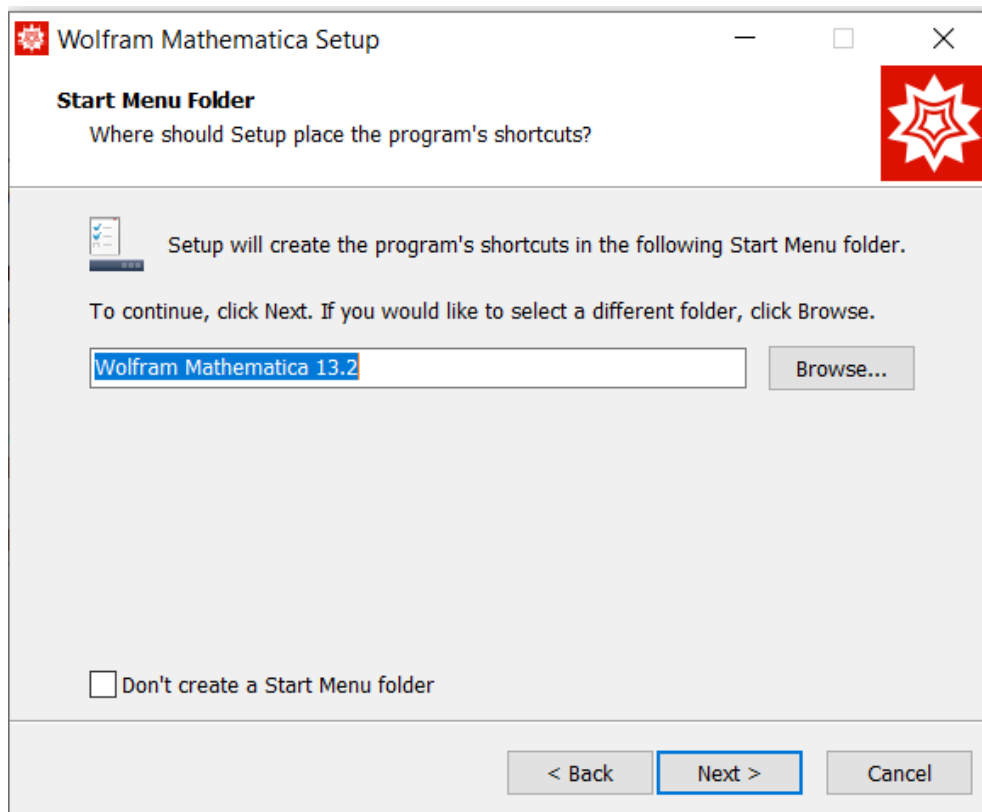 Wolfram Mathematica Setup
Start Menu Folder
Where should Setup place the program's shortcuts?
Setup will create the program's shortcuts in the following Start Menu folder.
To continue, click Next. If you would like to select a different folder, click Browse.
Wolfram Mathematica 13.2
Browse...
Don't create a Start Menu folder
< Back
Next >
Cancel